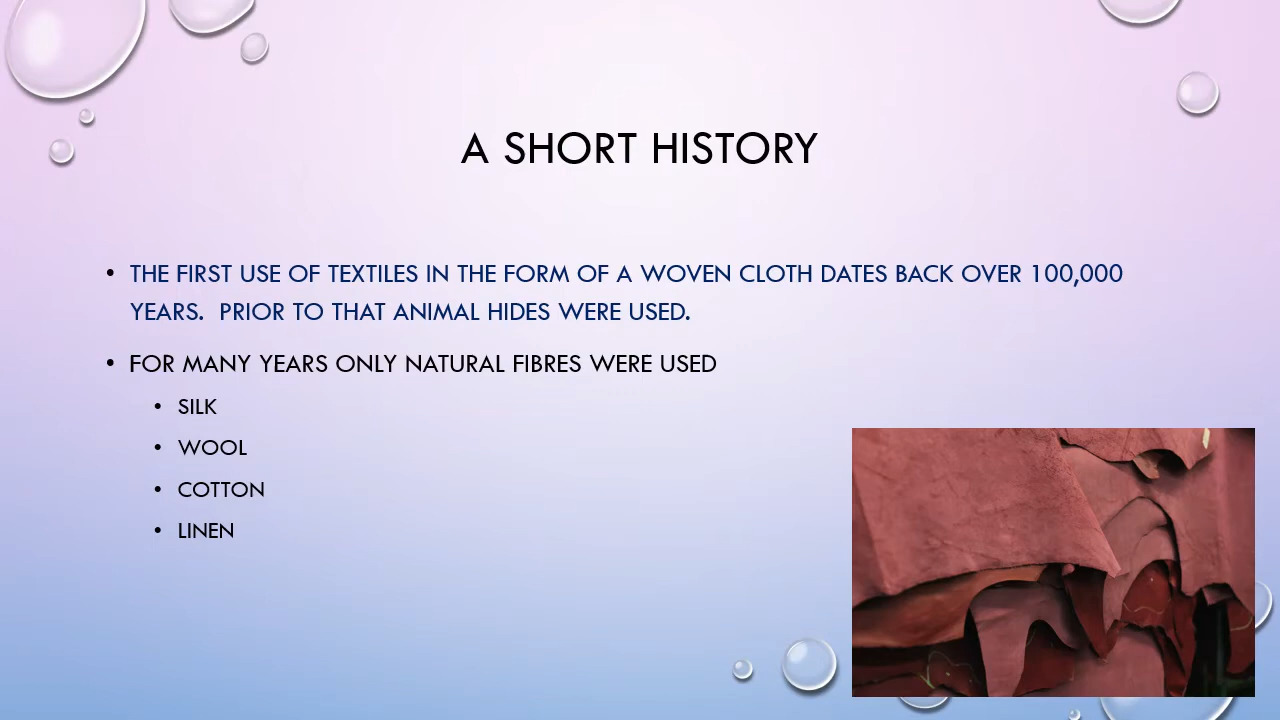 A SHORT HISTORY
• THE FIRST USE OF TEXTILES IN THE FORM OF A WOVEN CLOTH DATES BACK OVER 100,000
YEARS.  PRIOR TO THAT ANIMAL HIDES WERE USED.
• FOR MANY YEARS ONLY NATURAL FIBRES WERE USED
• SILK
• WOOL
• COTTON
• LINEN